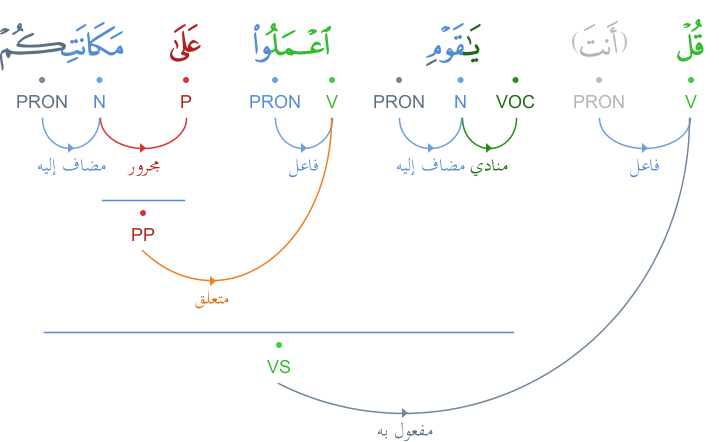 قُلْ (أَنتَ) يَٰقَوْمِ ٱعْمَلُوا۟ عَلَىٰ مَكَانَتِكُمْ
V PRON VOC N PRON V PRON P N PRON
فاعل منادي مضاف إليه فاعل مجرور مضاف إليه
PP
متعلق
VS
مفعول به